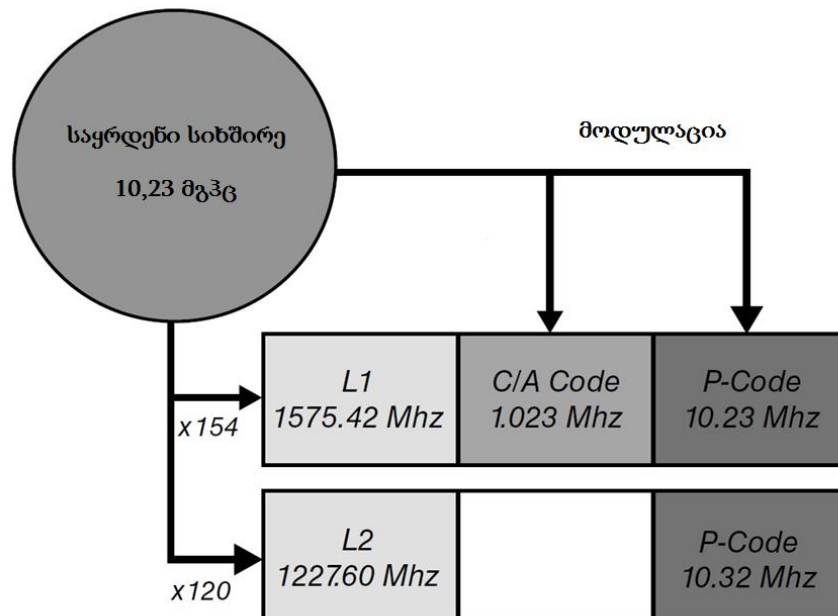 საყრდენი სიხშირე
10,23 მგჰც
მოდულაცია
L1
1575.42 Mhz
C/A Code
1.023 Mhz
P-Code
10.23 Mhz
x154
L2
1227.60 Mhz
P-Code
10.32 Mhz
x120